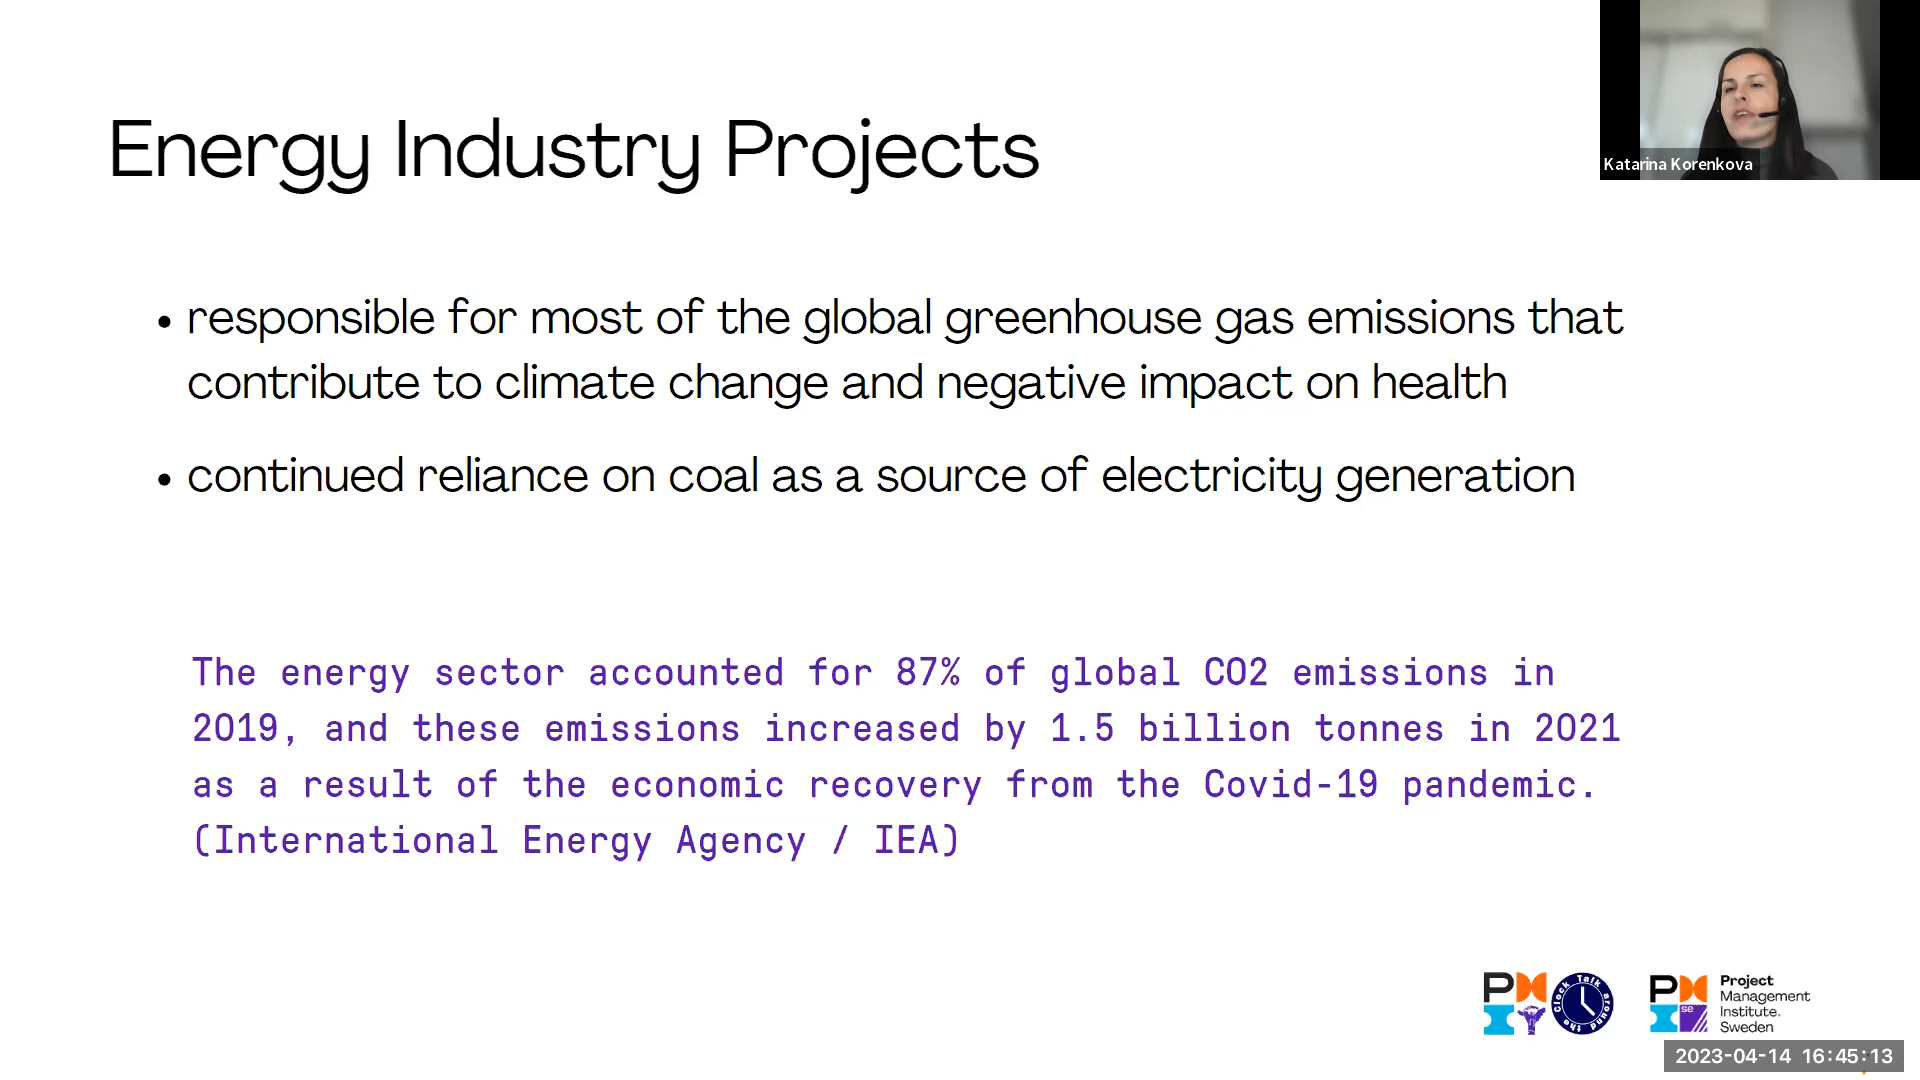 Energy Industry Projects
Katarina Korenkova
• responsible for most of the global greenhouse gas emissions that
contribute to climate change and negative impact on health
• continued reliance on coal as a source of electricity generation
The energy sector accounted for 87% of global CO2 emissions in
2019, and these emissions increased by 1.5 billion tonnes in 2021
as a result of the economic recovery from the Covid-19 pandemic.
(International Energy Agency / IEA)
Talk around the Clock
se
Project
Management
Institute.
Sweden
2023-04-14 16:45:13